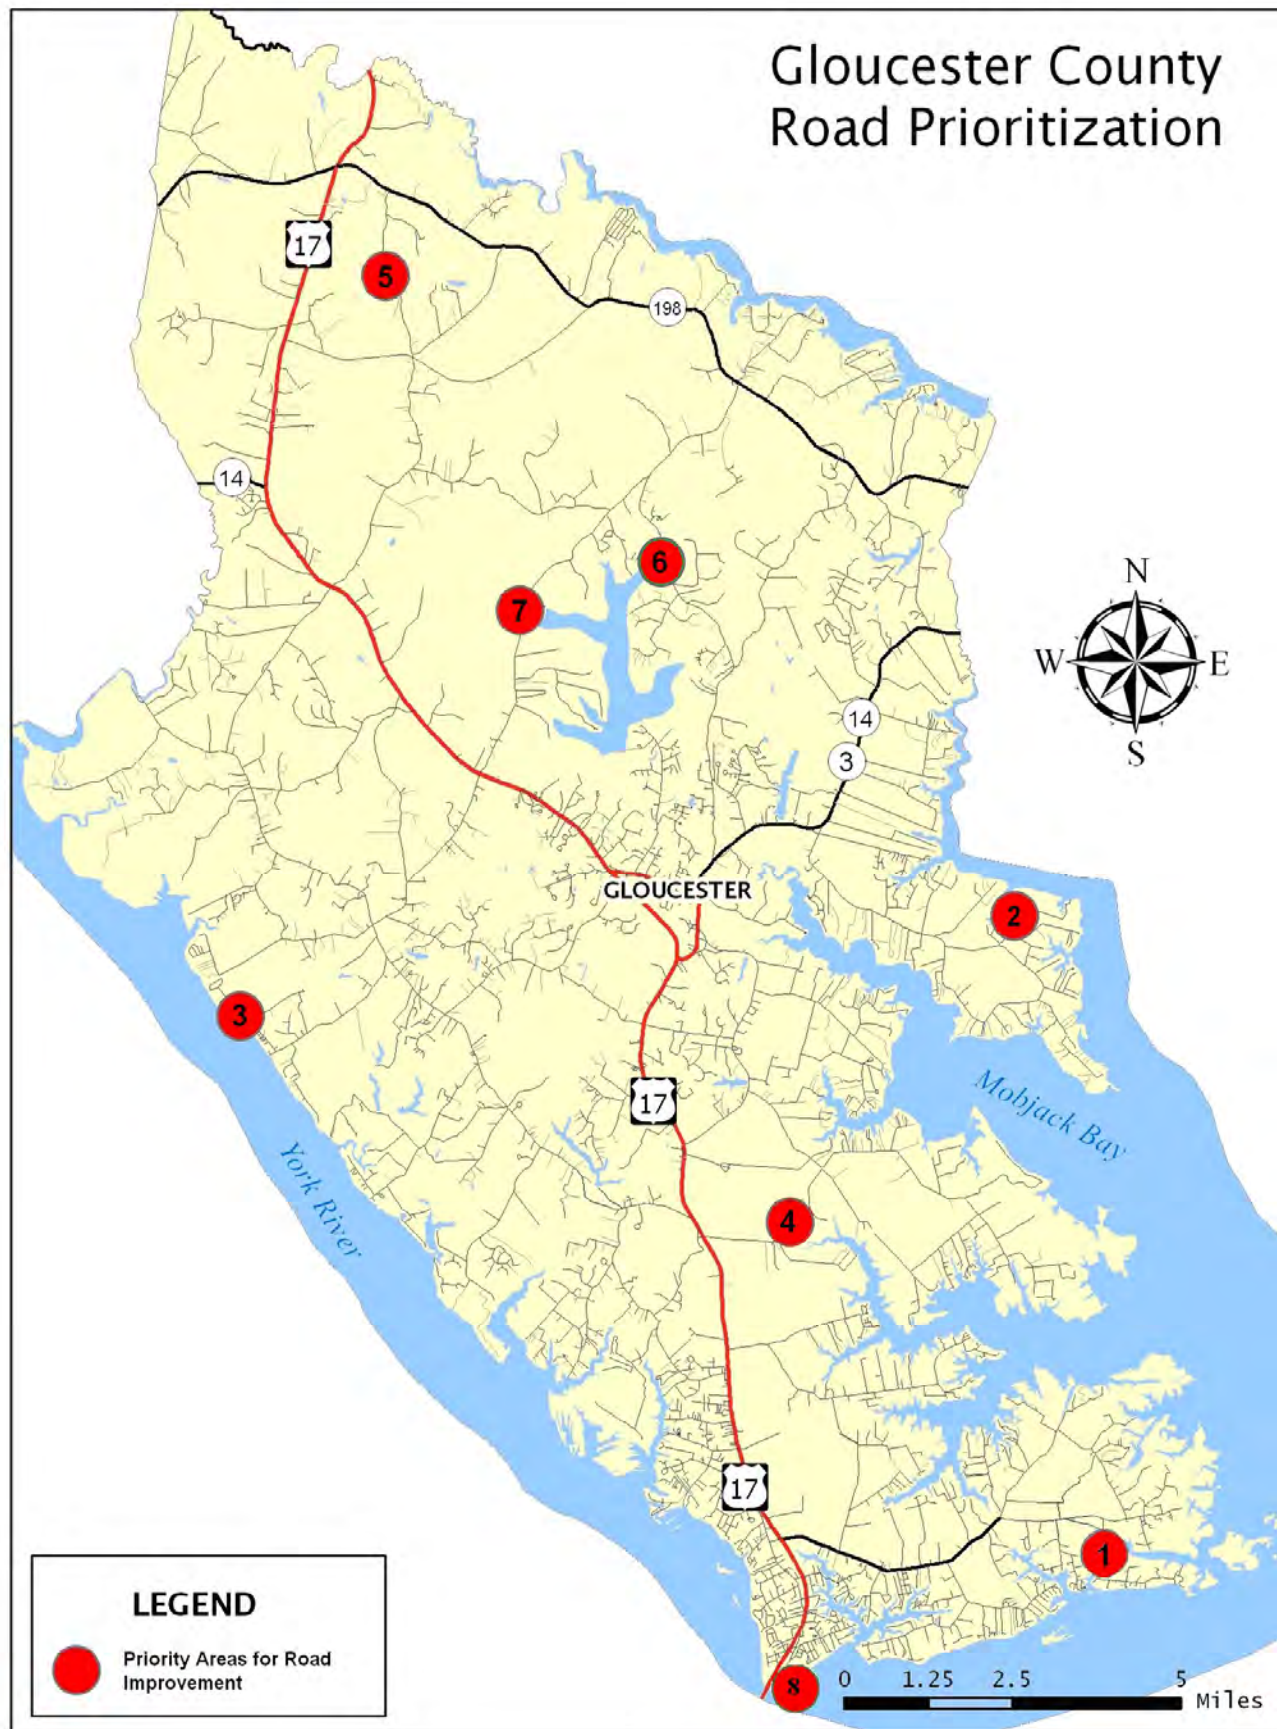 Gloucester County
Road Prioritization
17
5
198
14
6
7
N
W E
S
14
3
GLOUCESTER
2
3
17
Mobjack Bay
York River
4
17
1
LEGEND
Priority Areas for Road
Improvement
8
0 1.25 2.5 5
Miles